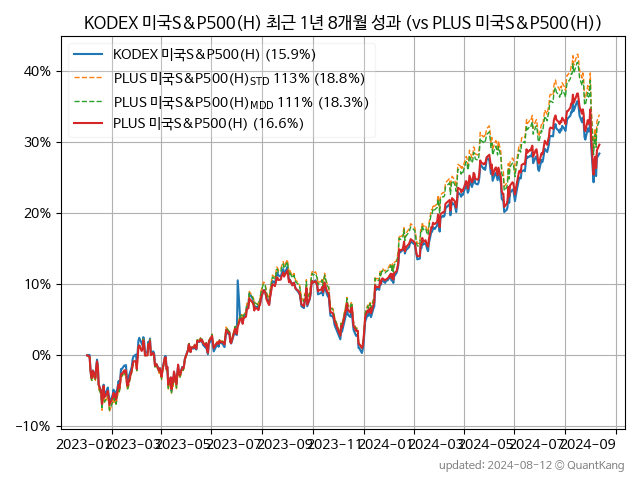 KODEX 미국S&P500(H) 최근 1년 8개월 성과 (vs PLUS 미국S&P500(H))
KODEX 미국S&P500(H) (15.9%)
PLUS 미국S&P500(H)STD 113% (18.8%)
PLUS 미국S&P500(H)MDD 111% (18.3%)
PLUS 미국S&P500(H) (16.6%)
40%
30%
20%
10%
0%
−10%
2023-01 2023-03 2023-05 2023-07 2023-09 2023-11 2024-01 2024-03 2024-05 2024-07 2024-09
updated: 2024-08-12 © QuantKang